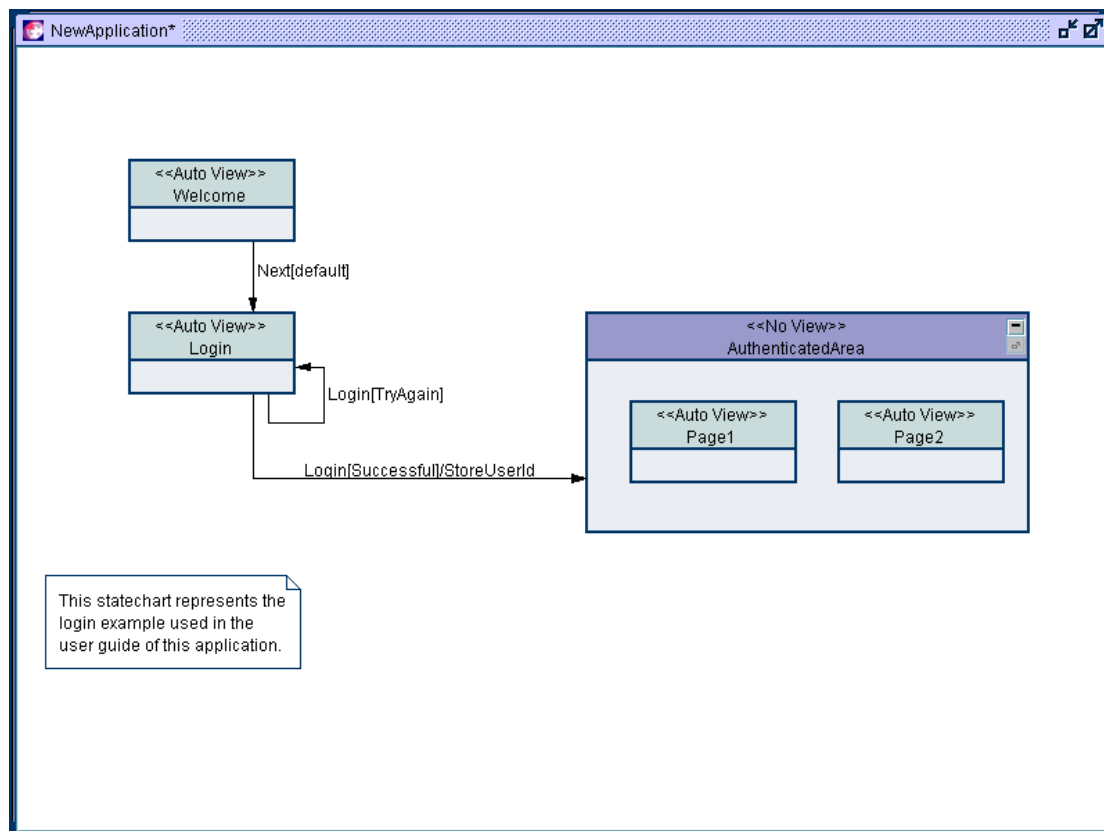 NewApplication*
<<Auto View>>
Welcome
Next[default]
<<Auto View>>
Login
Login[TryAgain]
Login[Successful]/StoreUserId
<<No View>>
AuthenticatedArea
<<Auto View>>
Page1
<<Auto View>>
Page2
This statechart represents the
login example used in the
user guide of this application.